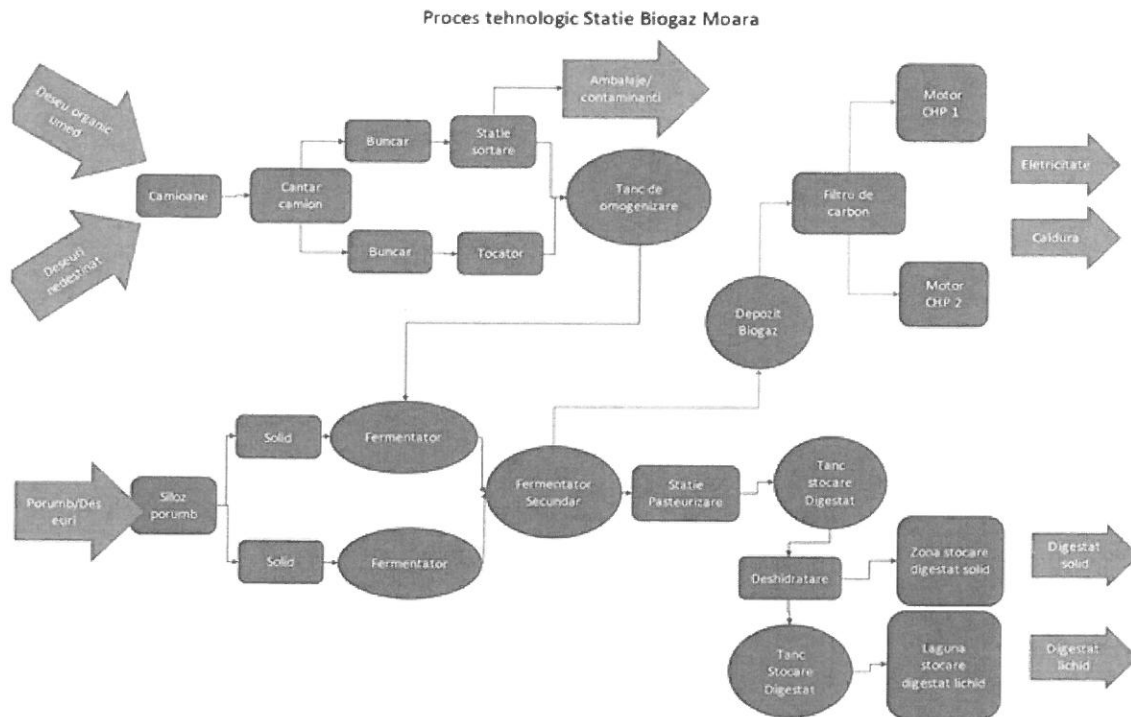 Proces tehnologic Statie Biogaz Moara
Deseu organic
umed
Deseuri
nedestinat
Camioane
Cantar
camion
Buncar
Statie
sortare
Ambalaje/
contaminanti
Buncar
Tocator
Tanc de
omogenizare
Depozit
Biogaz
Filtru de
carbon
Motor
CHP 1
Motor
CHP 2
Eletricitate
Caldura
Porumb/Des
euri
Siloz
porumb
Solid
Fermentator
Solid
Fermentator
Fermentator
Secundar
Statie
Pasteurizare
Tanc
stocare
Digestat
Deshidratare
Zona stocare
digestat solid
Digestat
solid
Tanc
Stocare
Digestat
Laguna
stocare
digestat lichid
Digestat
lichid